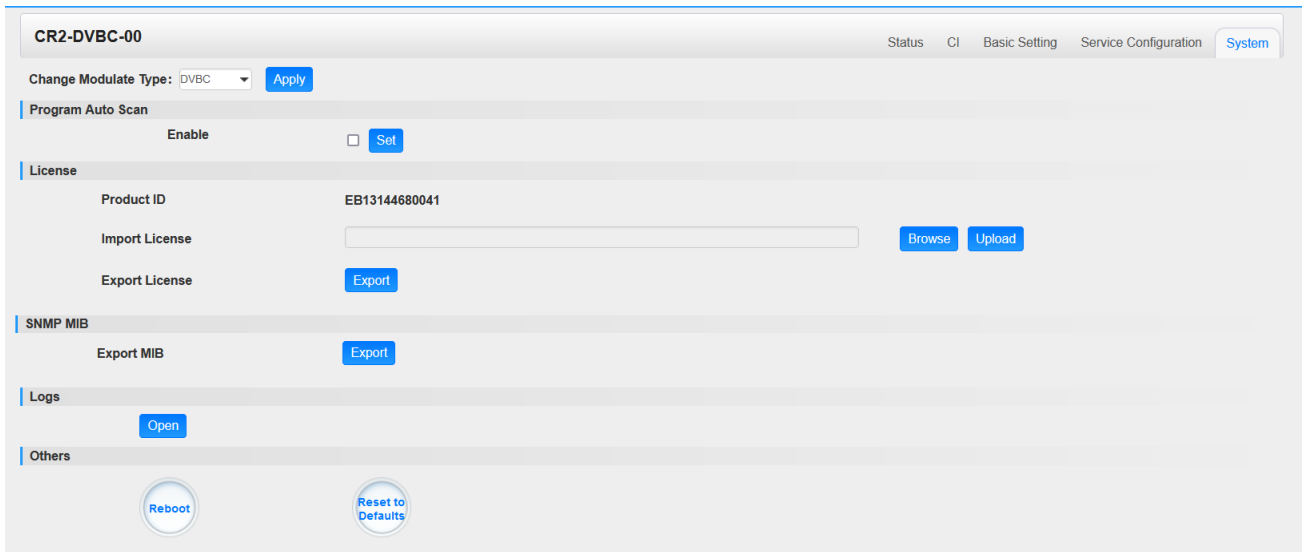 CR2-DVBC-00
Status CI Basic Setting Service Configuration System
Change Modulate Type: DVBC Apply
Program Auto Scan
Enable Set
License
Product ID EB13144680041
Import License Browse Upload
Export License Export
SNMP MIB
Export MIB Export
Logs
Open
Others
Reboot
Reset to
Defaults